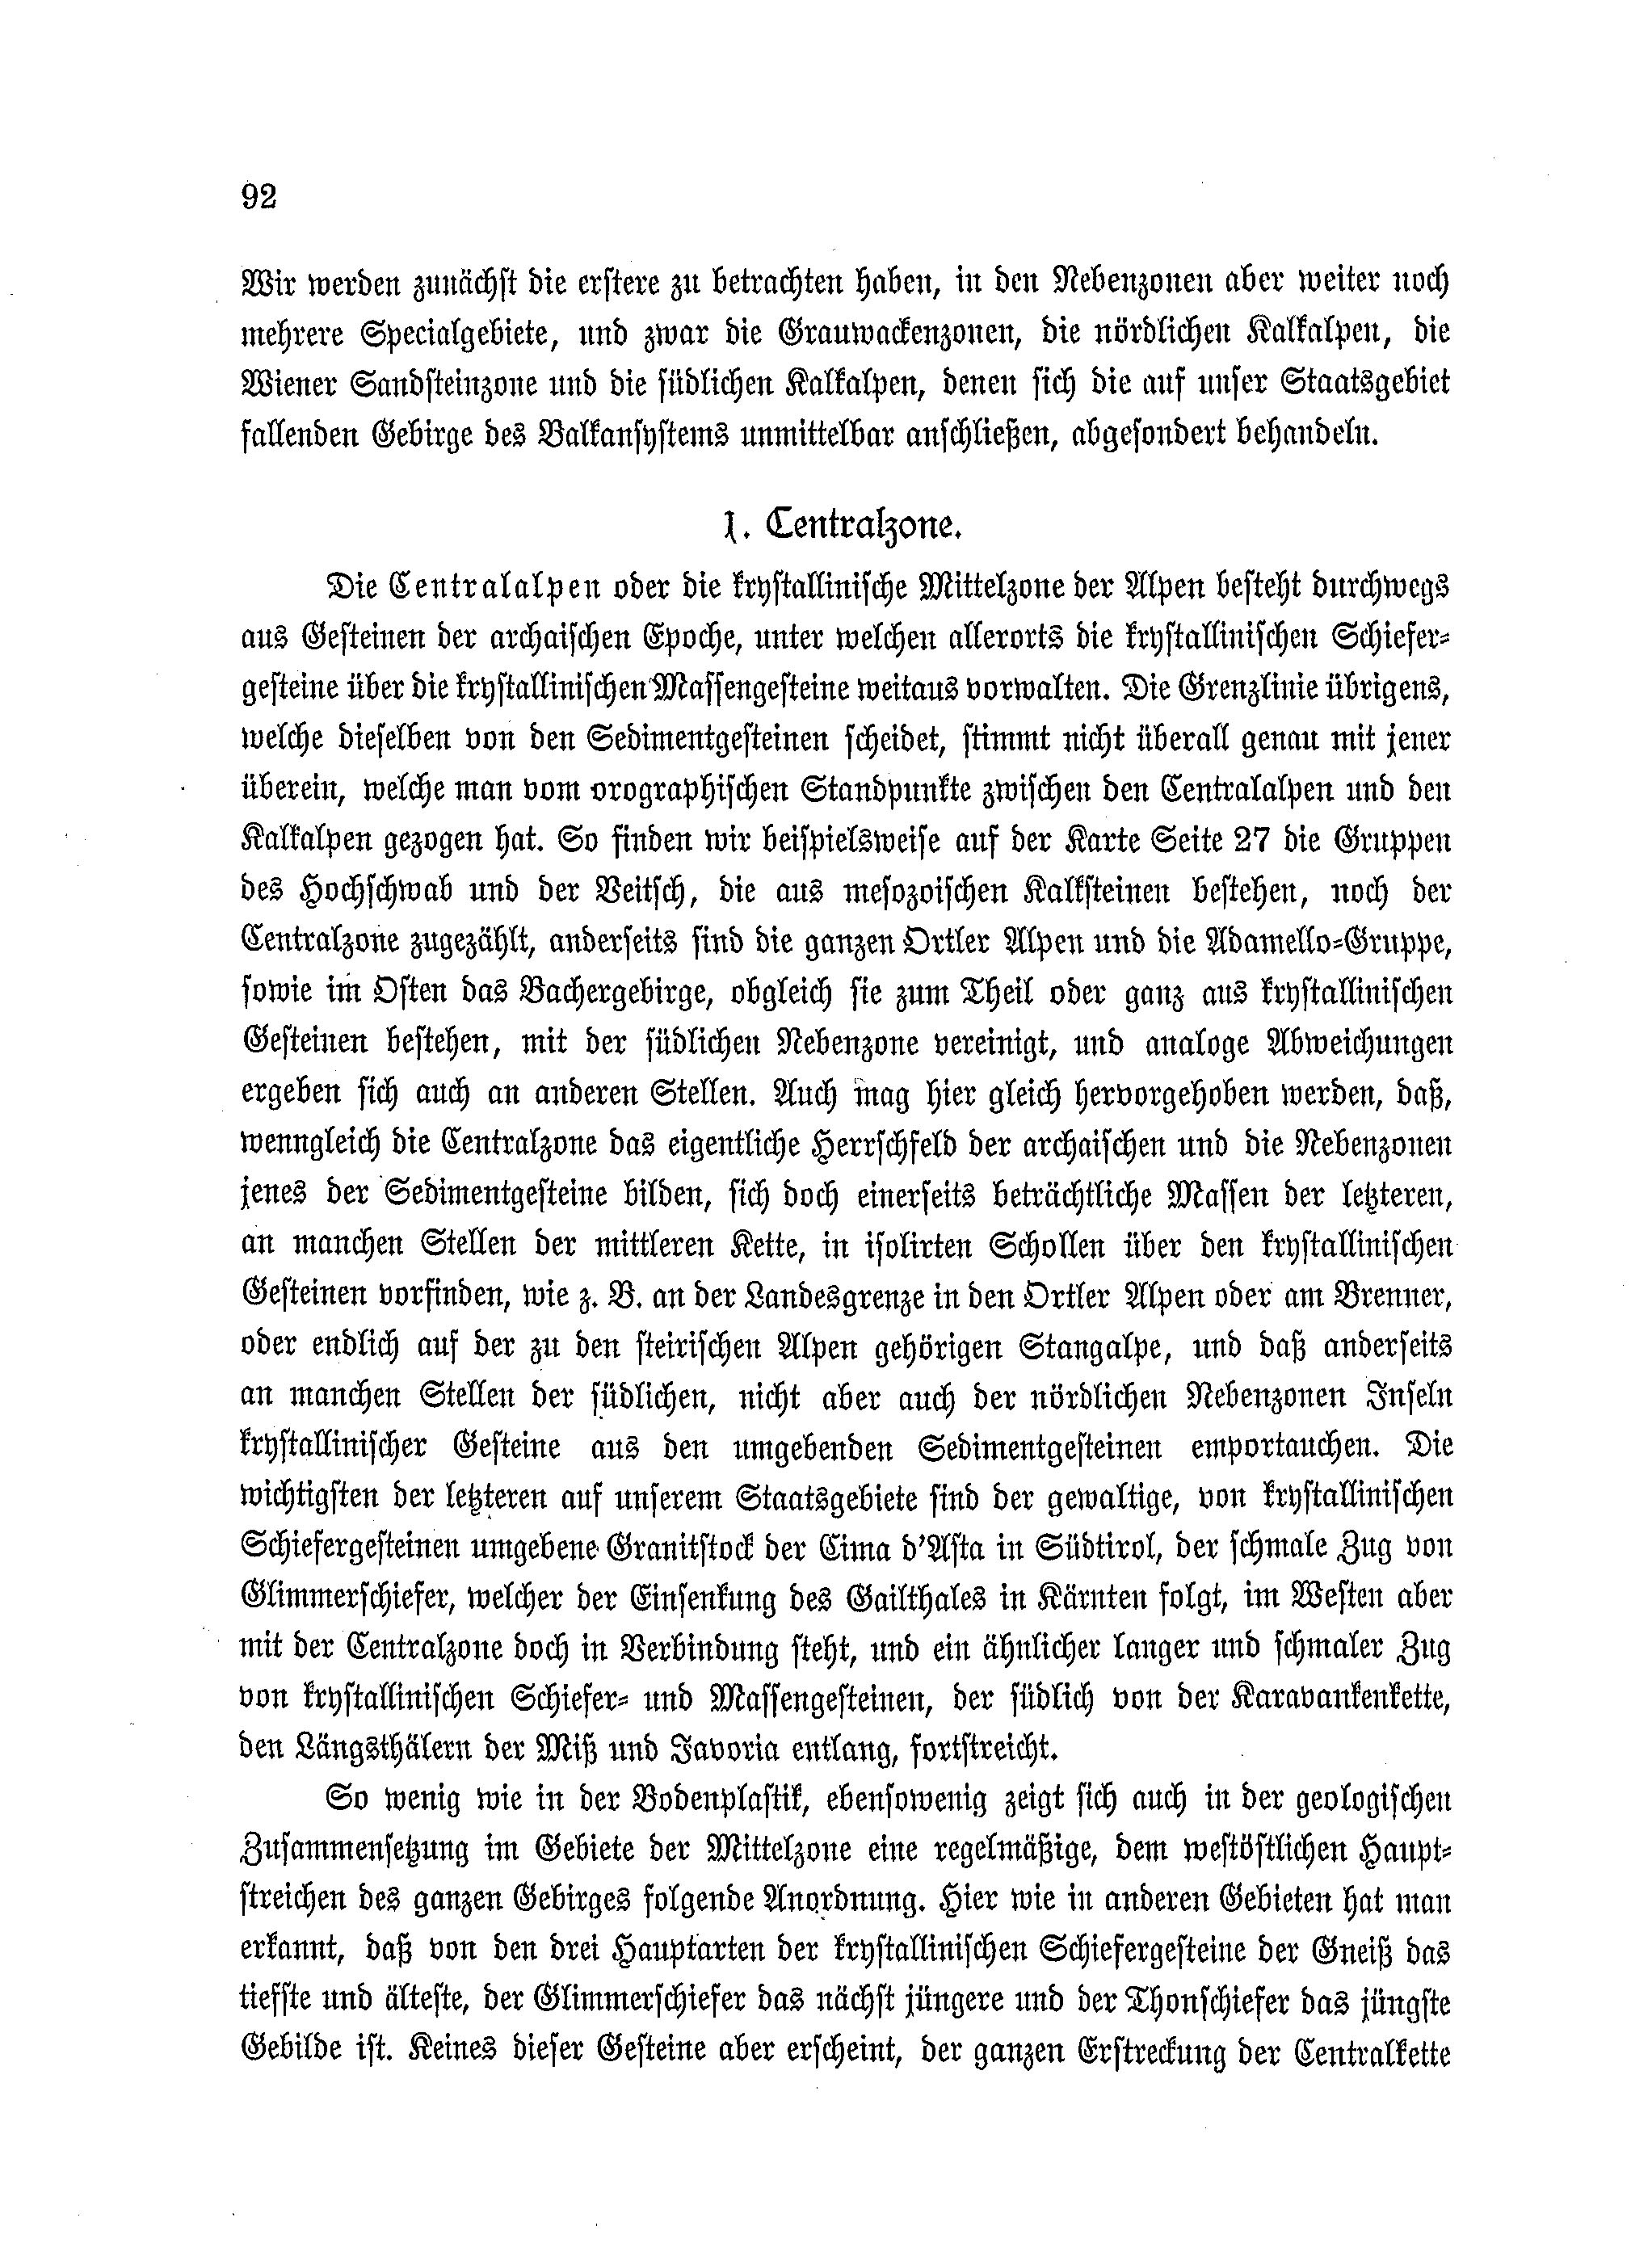 92
Wir werden zunächst die erstere zu betrachten haben, in den Nebenzonen aber weiter noch
mehrere Specialgebiete, und zwar die Grauwackenzonen, die nördlichen Kalkalpen, die
Wiener Sandsteinzone und die südlichen Kalkalpen, denen sich die auf unser Staatsgebiet
fallenden Gebirge des Balkansystems unmittelbar anschließen, abgesondert behandeln.
1. Centralzone.
Die Centralalpen oder die krystallinische Mittelzone der Alpen besteht durchwegs
aus Gesteinen der archaischen Epoche, unter welchen allerorts die krystallinischen Schiefer-
gesteine über die krystallinischen Massengesteine weitaus vorwalten. Die Grenzlinie übrigens,
welche dieselben von den Sedimentgesteinen scheidet, stimmt nicht überall genau mit jener
überein, welche man vom orographischen Standpunkte zwischen den Centralalpen und den
Kalkalpen gezogen hat. So finden wir beispielsweise auf der Karte Seite 27 die Gruppen
des Hochschwab und der Veitsch, die aus mesozoischen Kalksteinen bestehen, noch der
Centralzone zugezählt, anderseits sind die ganzen Ortler Alpen und die Adamello-Gruppe,
sowie im Osten das Bachergebirge, obgleich sie zum Theil oder ganz aus krystallinischen
Gesteinen bestehen, mit der südlichen Nebenzone vereinigt, und analoge Abweichungen
ergeben sich auch an anderen Stellen. Auch mag hier gleich hervorgehoben werden, daß,
wenngleich die Centralzone das eigentliche Herrschfeld der archaischen und die Nebenzonen
jenes der Sedimentgesteine bilden, sich doch einerseits beträchtliche Massen der letzteren,
an manchen Stellen der mittleren Kette, in isolirten Schollen über den krystallinischen
Gesteinen vorfinden, wie z. B. an der Landesgrenze in den Ortler Alpen oder am Brenner,
oder endlich auf der zu den steirischen Alpen gehörigen Stangalpe, und daß anderseits
an manchen Stellen der südlichen, nicht aber auch der nördlichen Nebenzonen Inseln
krystallinischer Gesteine aus den umgebenden Sedimentgesteinen emportauchen. Die
wichtigsten der letzteren auf unserem Staatsgebiete sind der gewaltige, von krystallinischen
Schiefergesteinen umgebene Granitstock der Cima d'Asta in Südtirol, der schmale Zug von
Glimmerschiefer, welcher der Einsenkung des Gailthales in Kärnten folgt, im Westen aber
mit der Centralzone doch in Verbindung steht, und ein ähnlicher langer und schmaler Zug
von krystallinischen Schiefer- und Massengesteinen, der südlich von der Karavankenkette,
den Längsthälern der Miß und Javoria entlang, fortstreicht.
So wenig wie in der Bodenplastik, ebensowenig zeigt sich auch in der geologischen
Zusammensetzung im Gebiete der Mittelzone eine regelmäßige, dem westöstlichen Haupt-
streichen des ganzen Gebirges folgende Anordnung. Hier wie in anderen Gebieten hat man
erkannt, daß von den drei Hauptarten der krystallinischen Schiefergesteine der Gneiß das
tiefste und älteste, der Glimmerschiefer das nächst jüngere und der Thonschiefer das jüngste
Gebilde ist. Keines dieser Gesteine aber erscheint, der ganzen Erstreckung der Centralkette